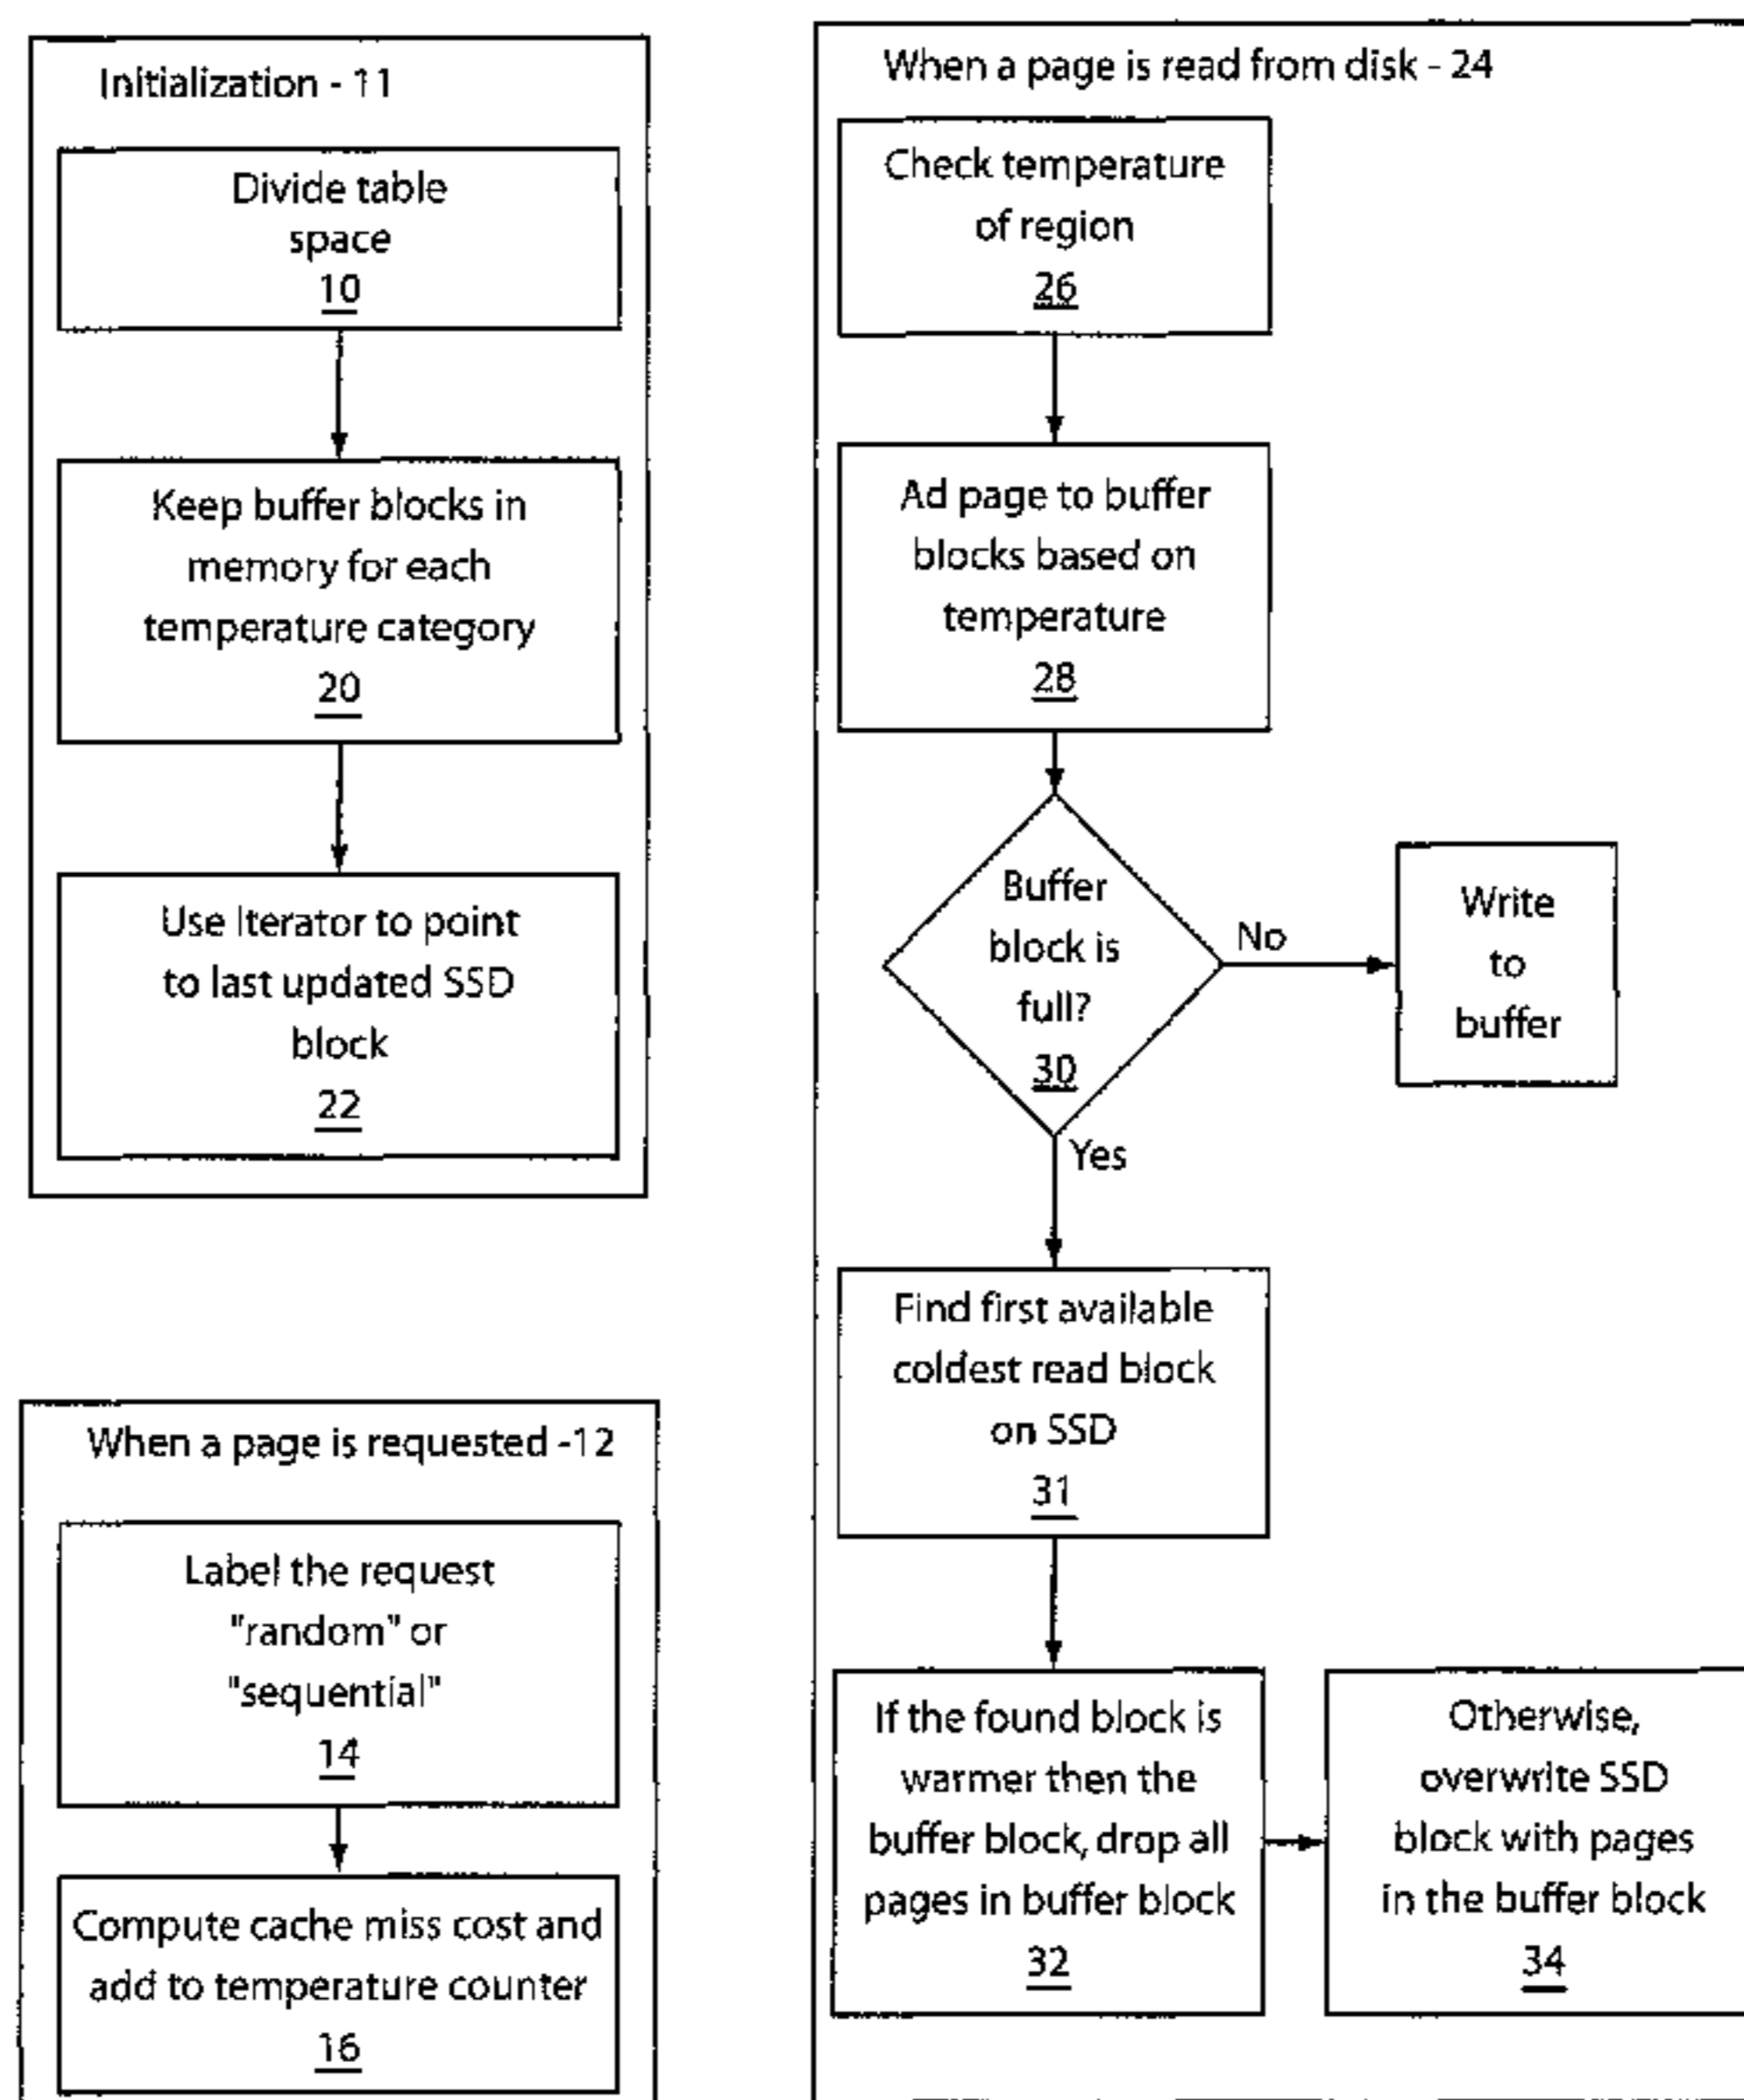 Initialization - 11
Divide table
space
10
Keep buffer blocks in
memory for each
temperature category
20
Use Iterator to point
to last updated SSD
block
22
When a page is requested -12
Label the request
"random" or
"sequential"
14
Compute cache miss cost and
add to temperature counter
16
When a page is read from disk - 24
Check temperature
of region
26
Ad page to buffer
blocks based on
temperature
28
Buffer
block is
full?
30
No
Write
to
buffer
Yes
Find first available
coldest read block
on SSD
31
If the found block is
warmer then the
buffer block, drop all
pages in buffer block
32
Otherwise,
overwrite SSD
block with pages
in the buffer block
34